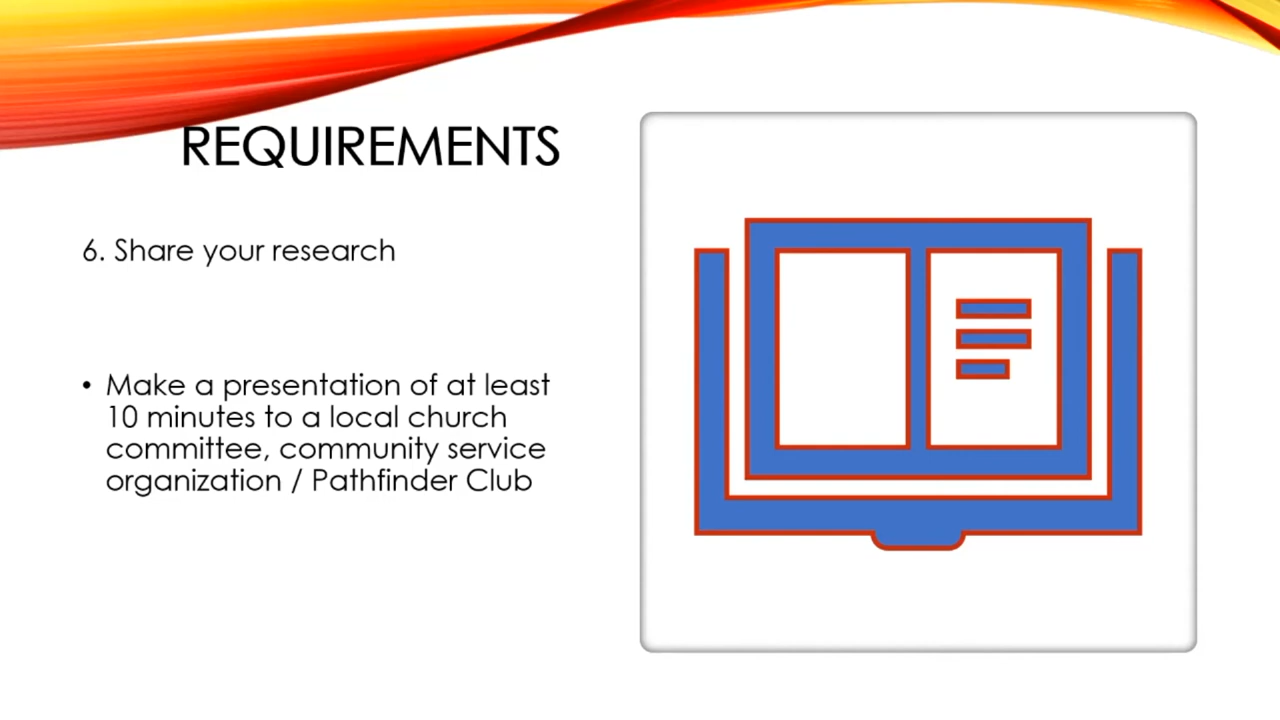 REQUIREMENTS
6. Share your research
• Make a presentation of at least
10 minutes to a local church
committee, community service
organization / Pathfinder Club